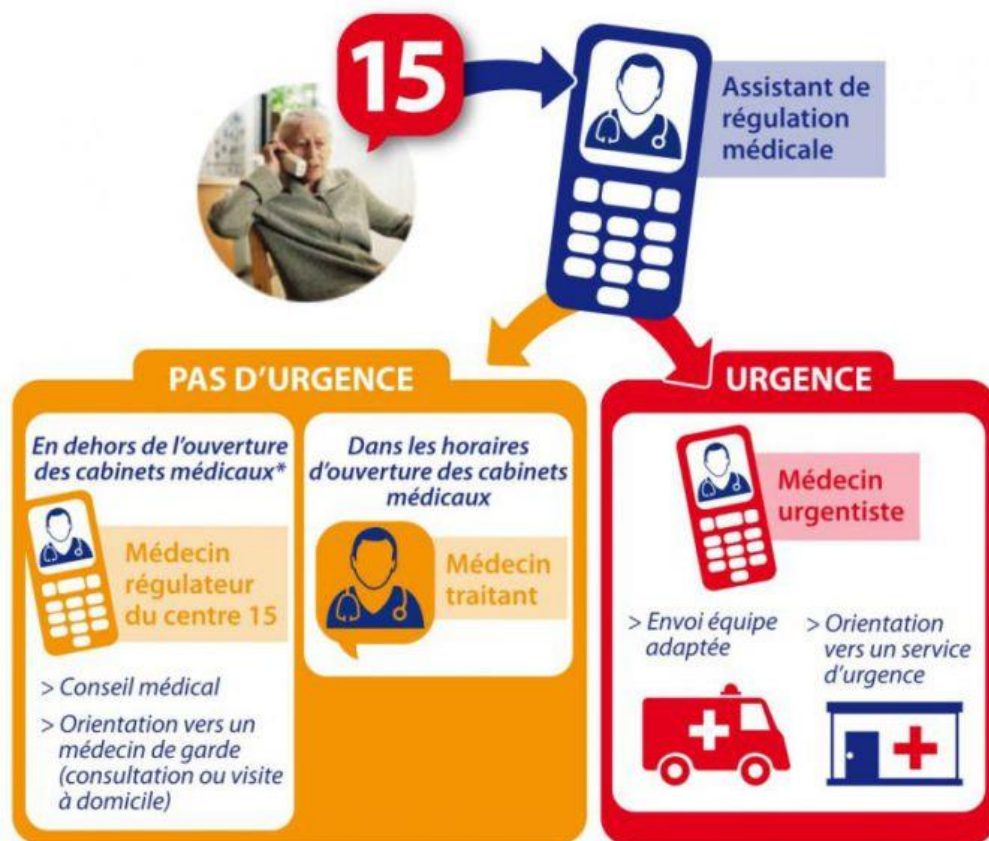 15
Assistant de
régulation
médicale
PAS D'URGENCE
En dehors de l'ouverture
des cabinets médicaux*
Médecin
régulateur
du centre 15
> Conseil médical
> Orientation vers un
médecin de garde
(consultation ou visite
à domicile)
Dans les horaires
d'ouverture des cabinets
médicaux
Médecin
traitant
URGENCE
Médecin
urgentiste
> Envoi équipe
adaptée
> Orientation
vers un service
d'urgence